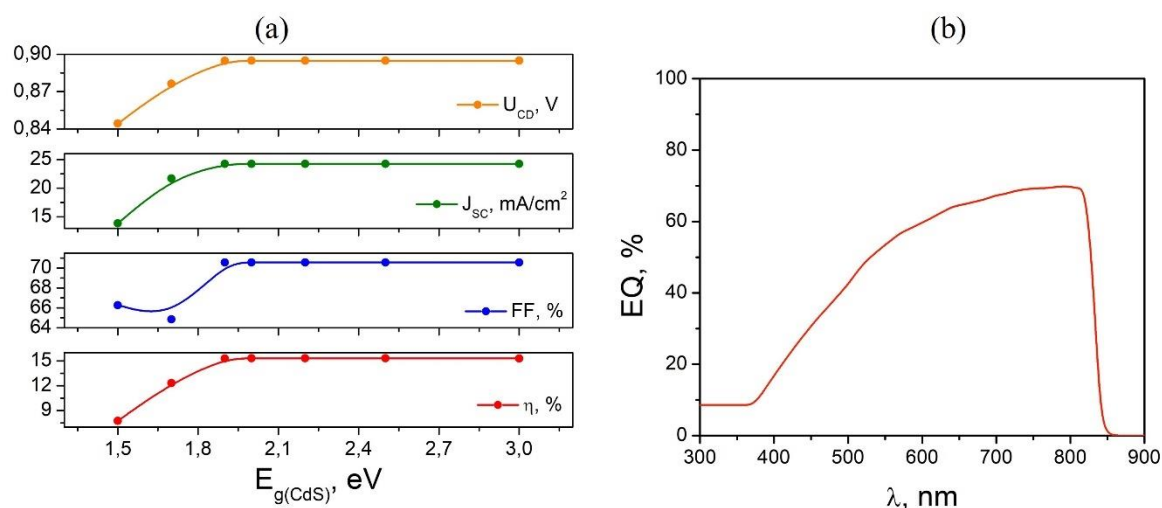 (a)
0,90
0,87
0,84
U_CD, V
25
20
15
J_SC, mA/cm²
70
68
66
64
FF, %
15
12
9
η, %
1,5 1,8 2,1 2,4 2,7 3,0
E_g(CdS), eV
(b)
100
80
60
40
20
0
EQ, %
300 400 500 600 700 800 900
λ, nm